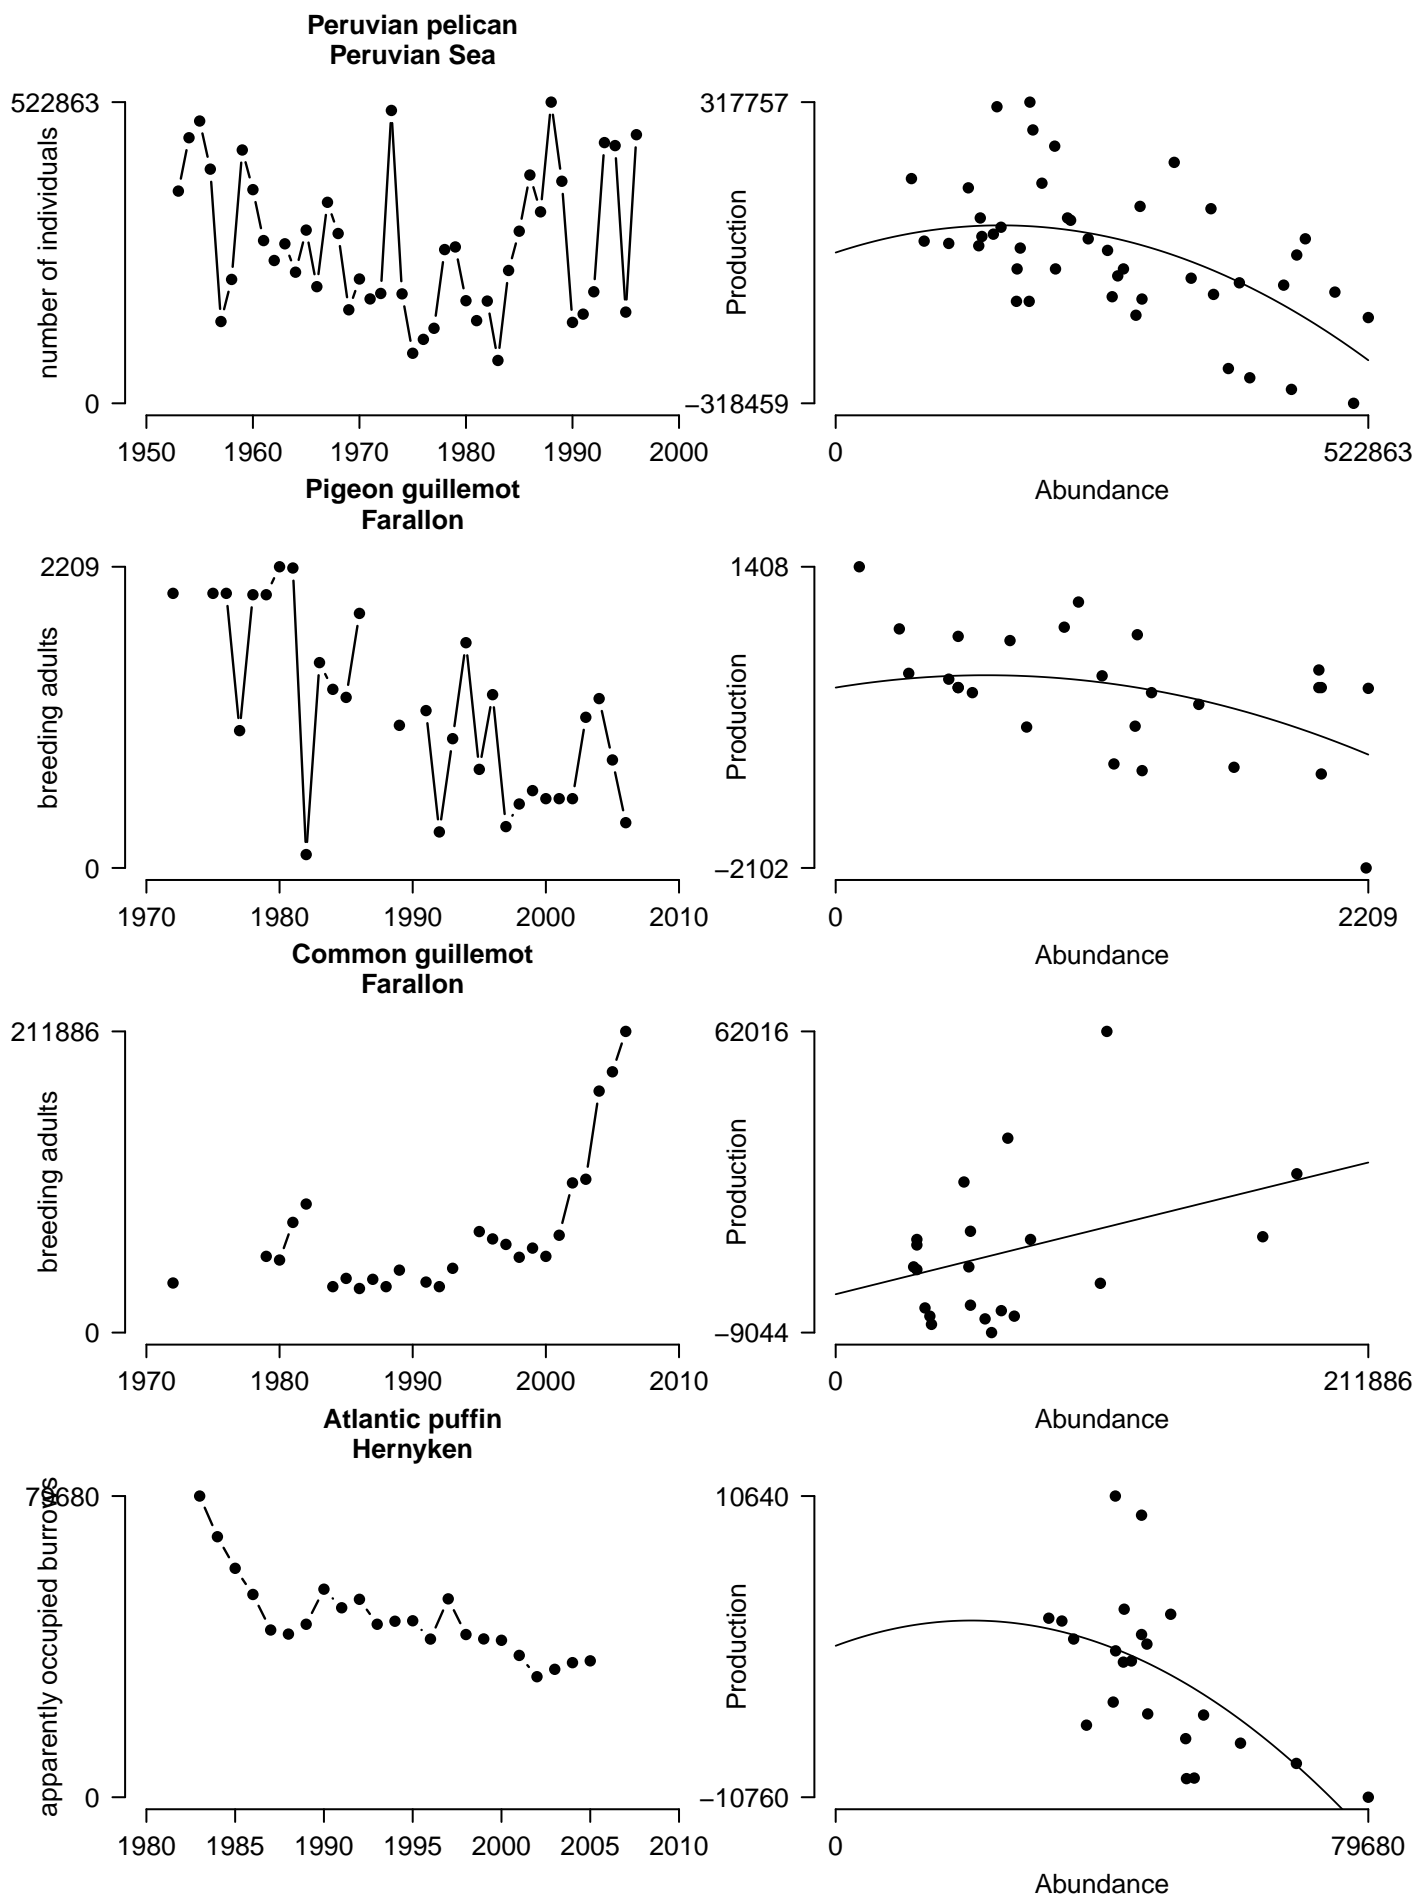 Peruvian pelican
Peruvian Sea
522863
0
number of individuals
1950 1960 1970 1980 1990 2000
317757
−318459
Production
0 522863
Abundance
Pigeon guillemot
Farallon
2209
0
breeding adults
1970 1980 1990 2000 2010
1408
−2102
Production
0 2209
Abundance
Common guillemot
Farallon
211886
0
breeding adults
1970 1980 1990 2000 2010
62016
−9044
Production
0 211886
Abundance
Atlantic puffin
Hernyken
79680
0
apparently occupied burrows
1980 1985 1990 1995 2000 2005 2010
10640
−10760
Production
0 79680
Abundance